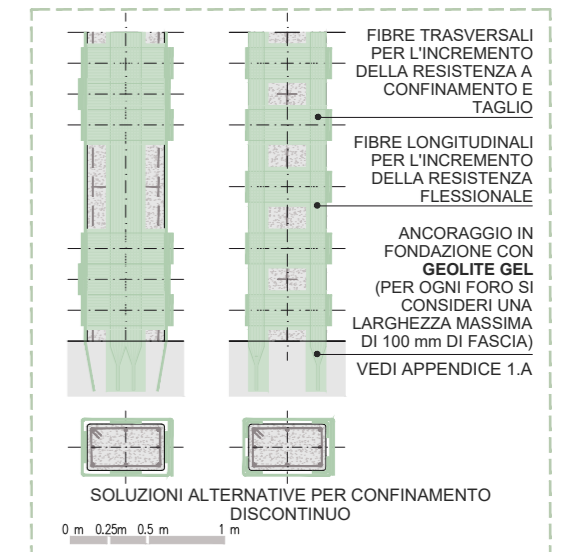 FIBRE TRASVERSALI
PER L'INCREMENTO
DELLA RESISTENZA A
CONFINAMENTO E
TAGLIO
FIBRE LONGITUDINALI
PER L'INCREMENTO
DELLA RESISTENZA
FLESSIONALE
ANCORAGGIO IN
FONDAZIONE CON
GEOLITE GEL
(PER OGNI FORO SI
CONSIDERI UNA
LARGHEZZA MASSIMA
DI 100 mm DI FASCIA)
VEDI APPENDICE 1.A
SOLUZIONI ALTERNATIVE PER CONFINAMENTO
DISCONTINUO
0 m 0.25m 0.5 m 1 m